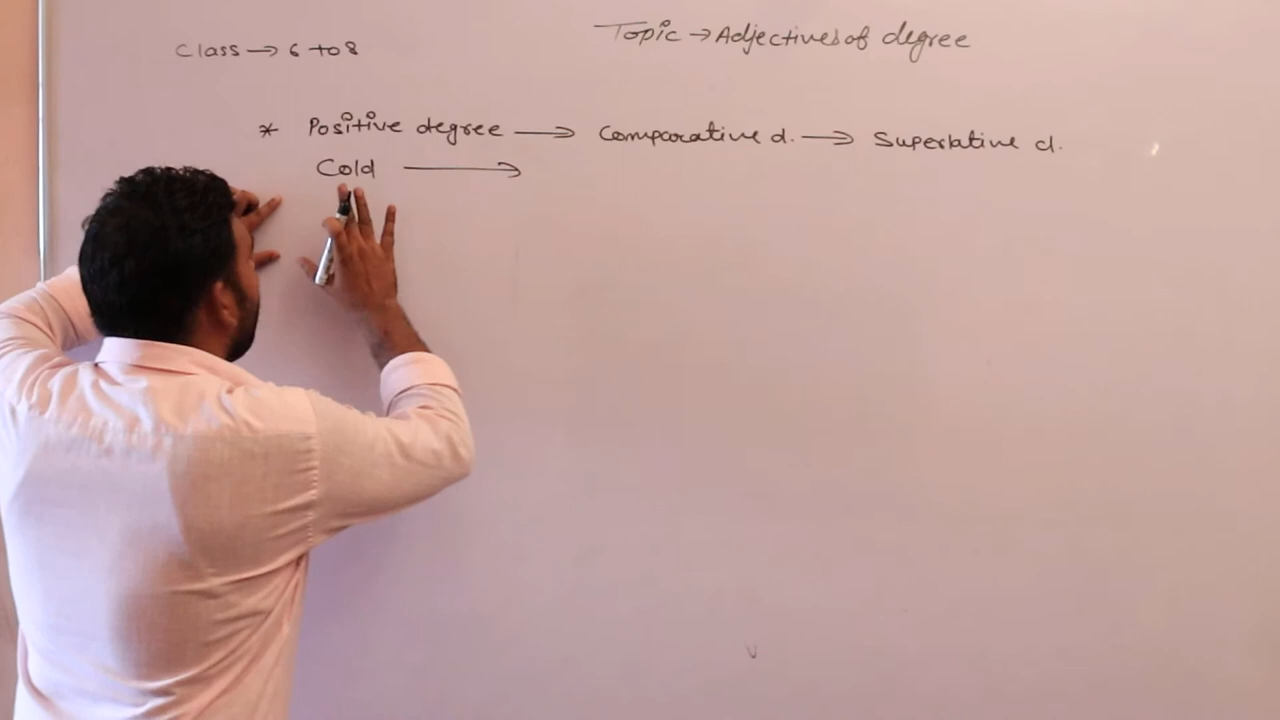 Topic → Adjectives of degree
Class → 6 to 8
* Positive degree → Comparative d. → Superlative d.
Cold →